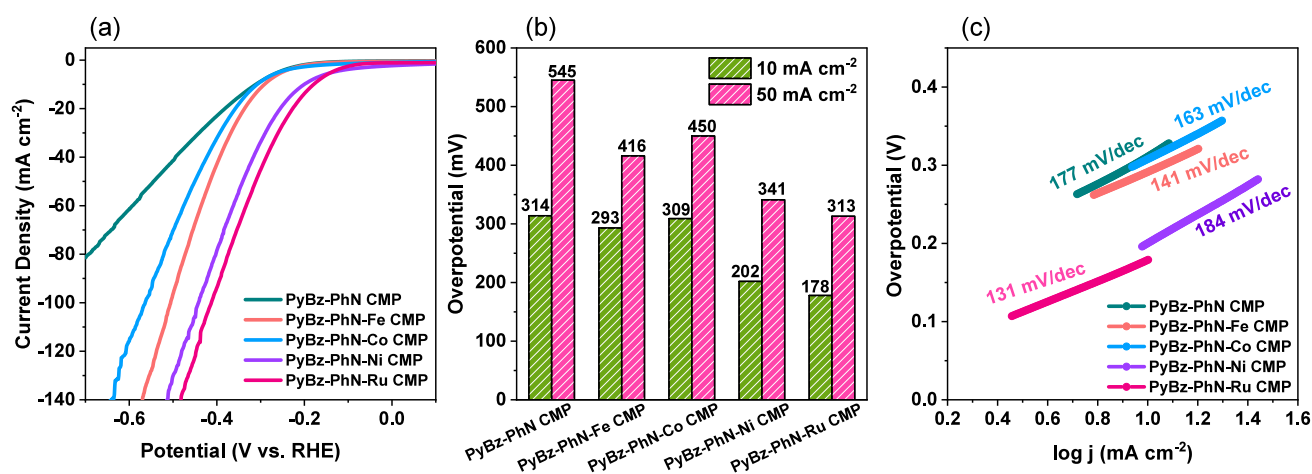 (a)
0
-20
-40
-60
-80
-100
-120
-140
Current Density (mA cm⁻²)
PyBz-PhN CMP
PyBz-PhN-Fe CMP
PyBz-PhN-Co CMP
PyBz-PhN-Ni CMP
PyBz-PhN-Ru CMP
-0.6
-0.4
-0.2
0.0
Potential (V vs. RHE)
(b)
600
500
400
300
200
100
0
Overpotential (mV)
10 mA cm⁻²
50 mA cm⁻²
314
545
293
416
309
450
202
341
178
313
PyBz-PhN CMP
PyBz-PhN-Fe CMP
PyBz-PhN-Co CMP
PyBz-PhN-Ni CMP
PyBz-PhN-Ru CMP
(c)
0.4
0.3
0.2
0.1
0.0
Overpotential (V)
177 mV/dec
163 mV/dec
141 mV/dec
184 mV/dec
131 mV/dec
PyBz-PhN CMP
PyBz-PhN-Fe CMP
PyBz-PhN-Co CMP
PyBz-PhN-Ni CMP
PyBz-PhN-Ru CMP
0.2
0.4
0.6
0.8
1.0
1.2
1.4
1.6
log j (mA cm⁻²)